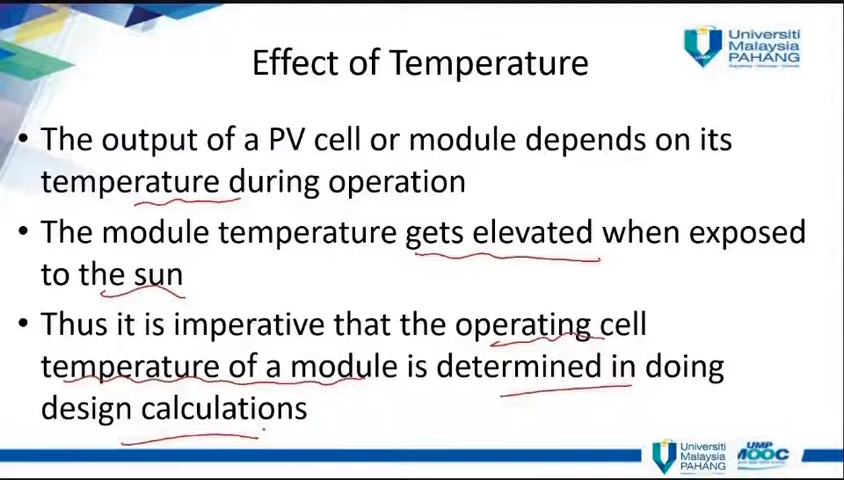 Effect of Temperature
Universiti
Malaysia
PAHANG
• The output of a PV cell or module depends on its
temperature during operation
• The module temperature gets elevated when exposed
to the sun
• Thus it is imperative that the operating cell
temperature of a module is determined in doing
design calculations
Universiti
Malaysia
PAHANG
UMP
MOOC